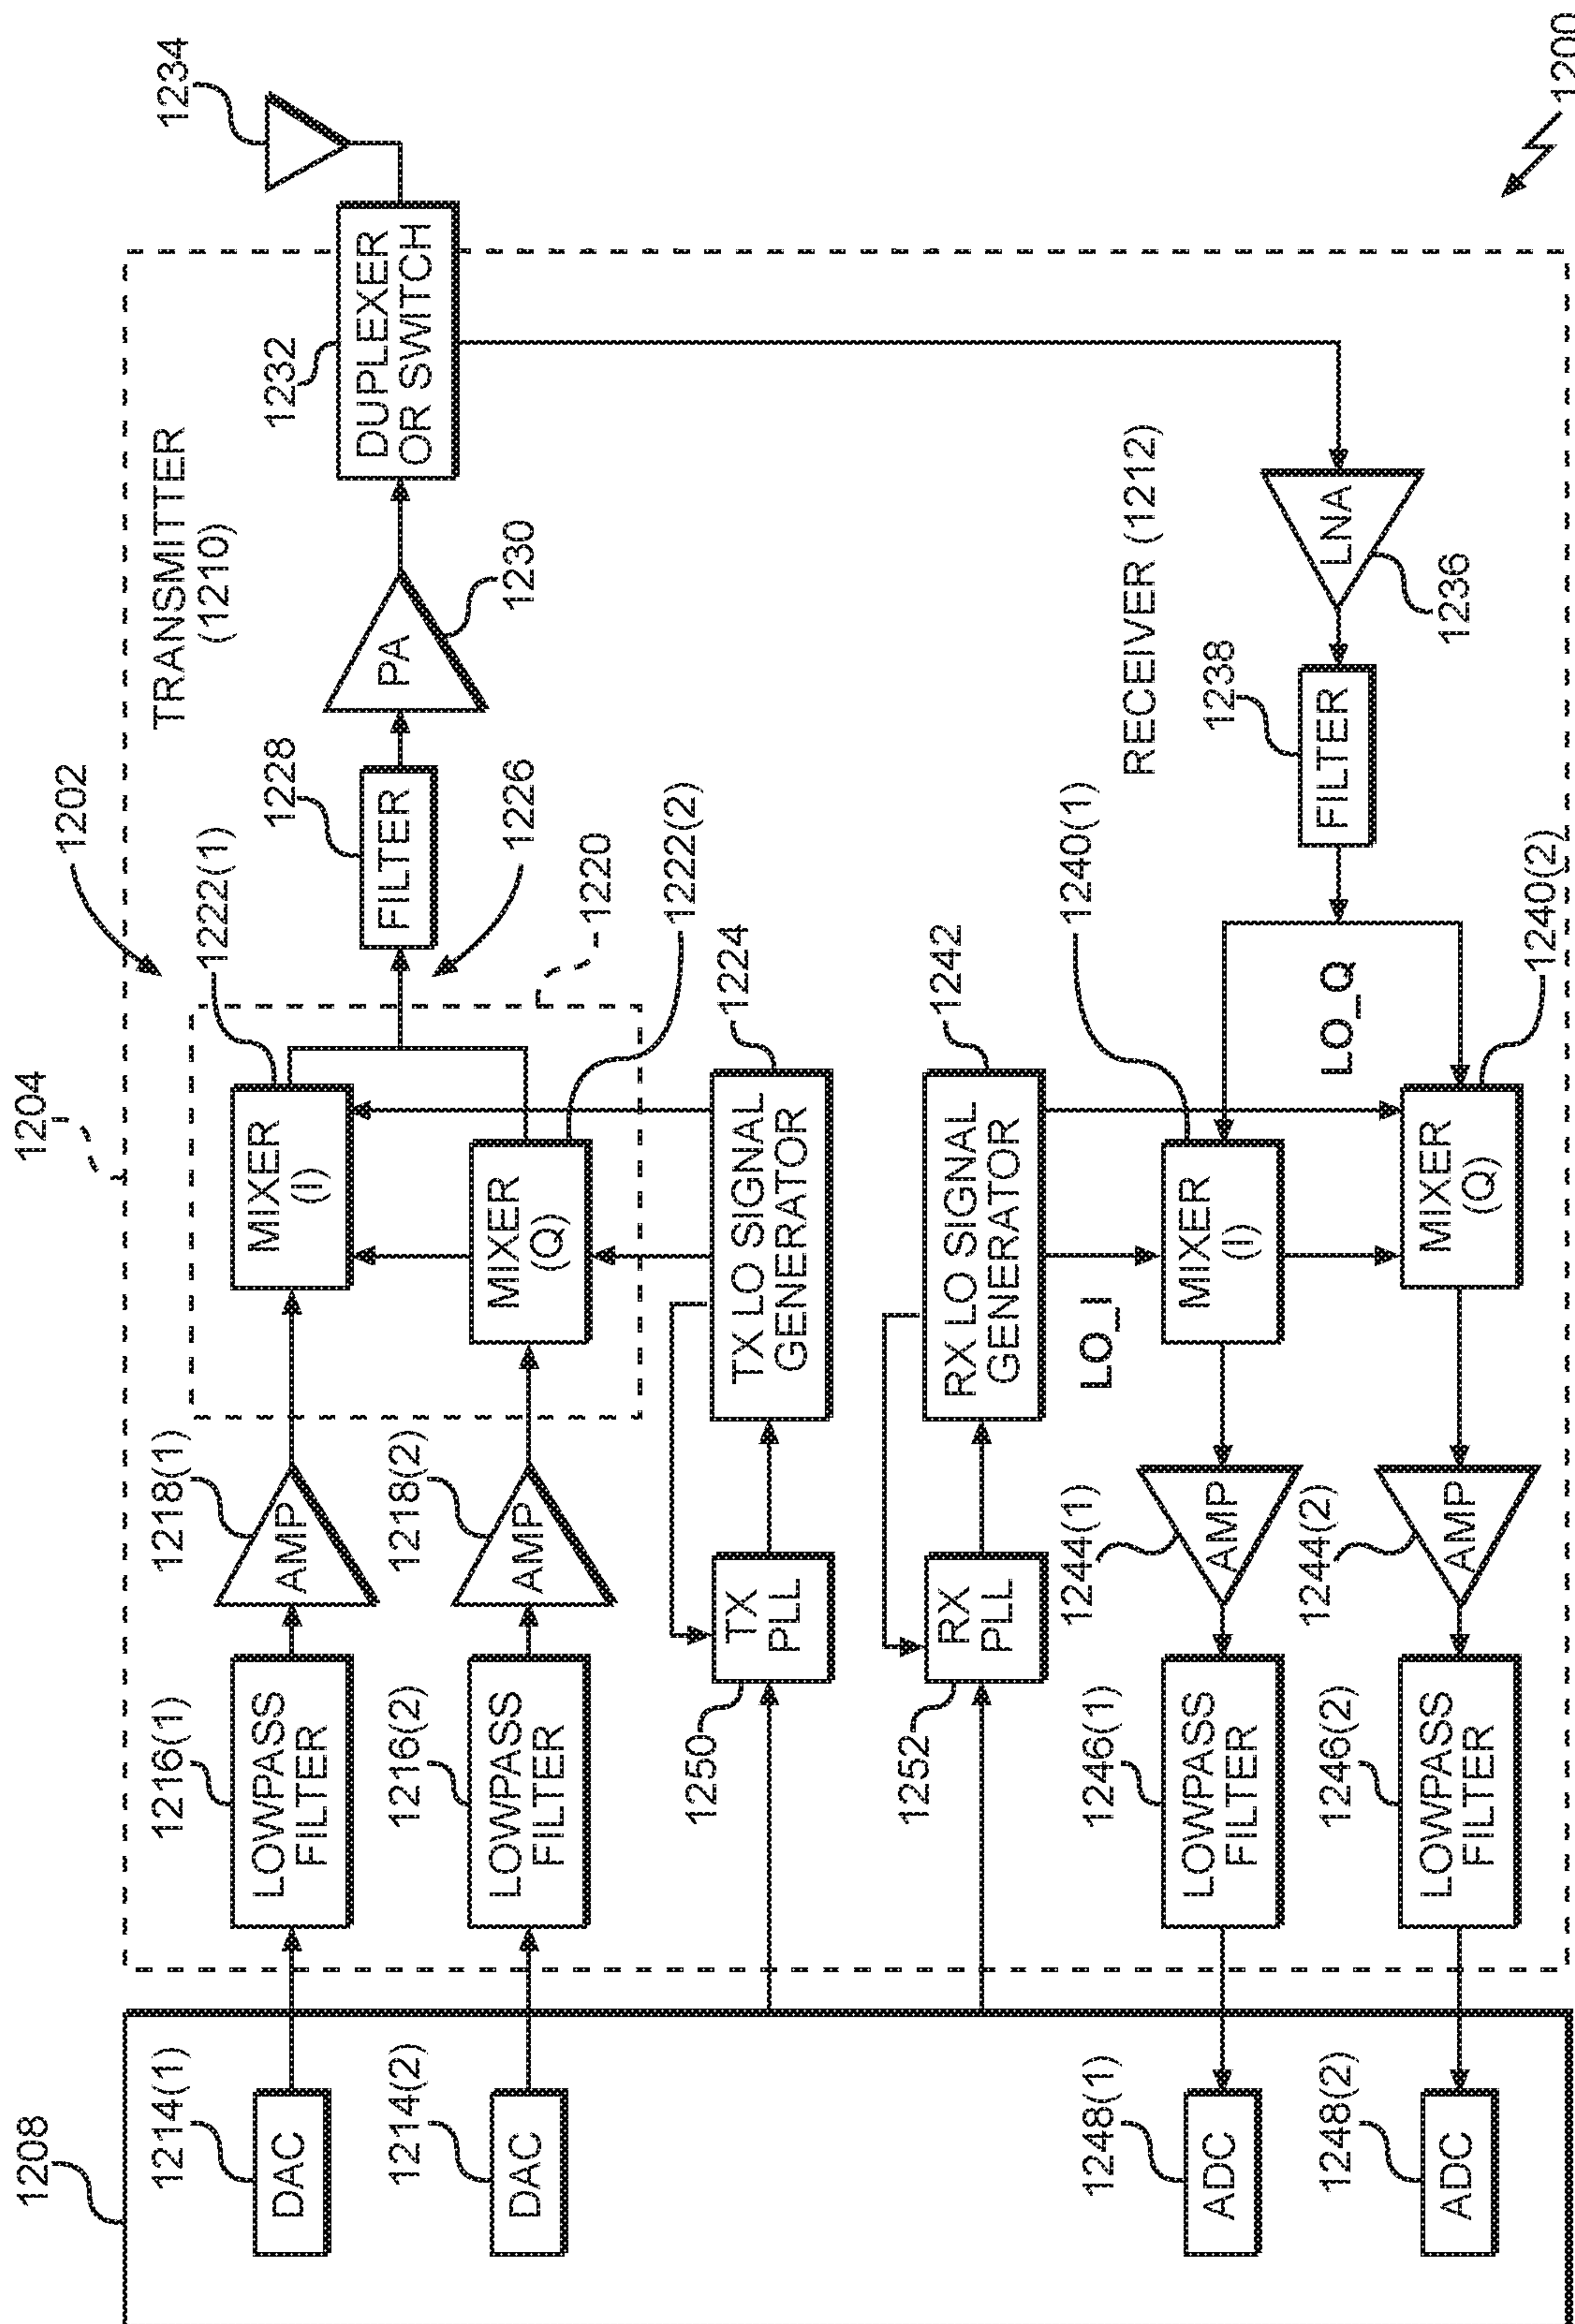 1200
1202
1204
1208
TRANSMITTER
(1210)
1234
1232
DUPLEXER
OR SWITCH
1214(1)
DAC
1216(1)
LOWPASS
FILTER
1218(1)
AMP
1222(1)
MIXER
(I)
1228
FILTER
PA
1230
1226
1220
1214(2)
DAC
1216(2)
LOWPASS
FILTER
1218(2)
AMP
MIXER
(Q)
1222(2)
1250
TX
PLL
TX LO SIGNAL
GENERATOR
1224
1252
RX
PLL
RX LO SIGNAL
GENERATOR
1242
LO_I
RECEIVER (1212)
1248(1)
ADC
1246(1)
LOWPASS
FILTER
1244(1)
AMP
MIXER
(I)
1240(1)
1238
FILTER
LNA
1236
LO_Q
1248(2)
ADC
1246(2)
LOWPASS
FILTER
1244(2)
AMP
MIXER
(Q)
1240(2)